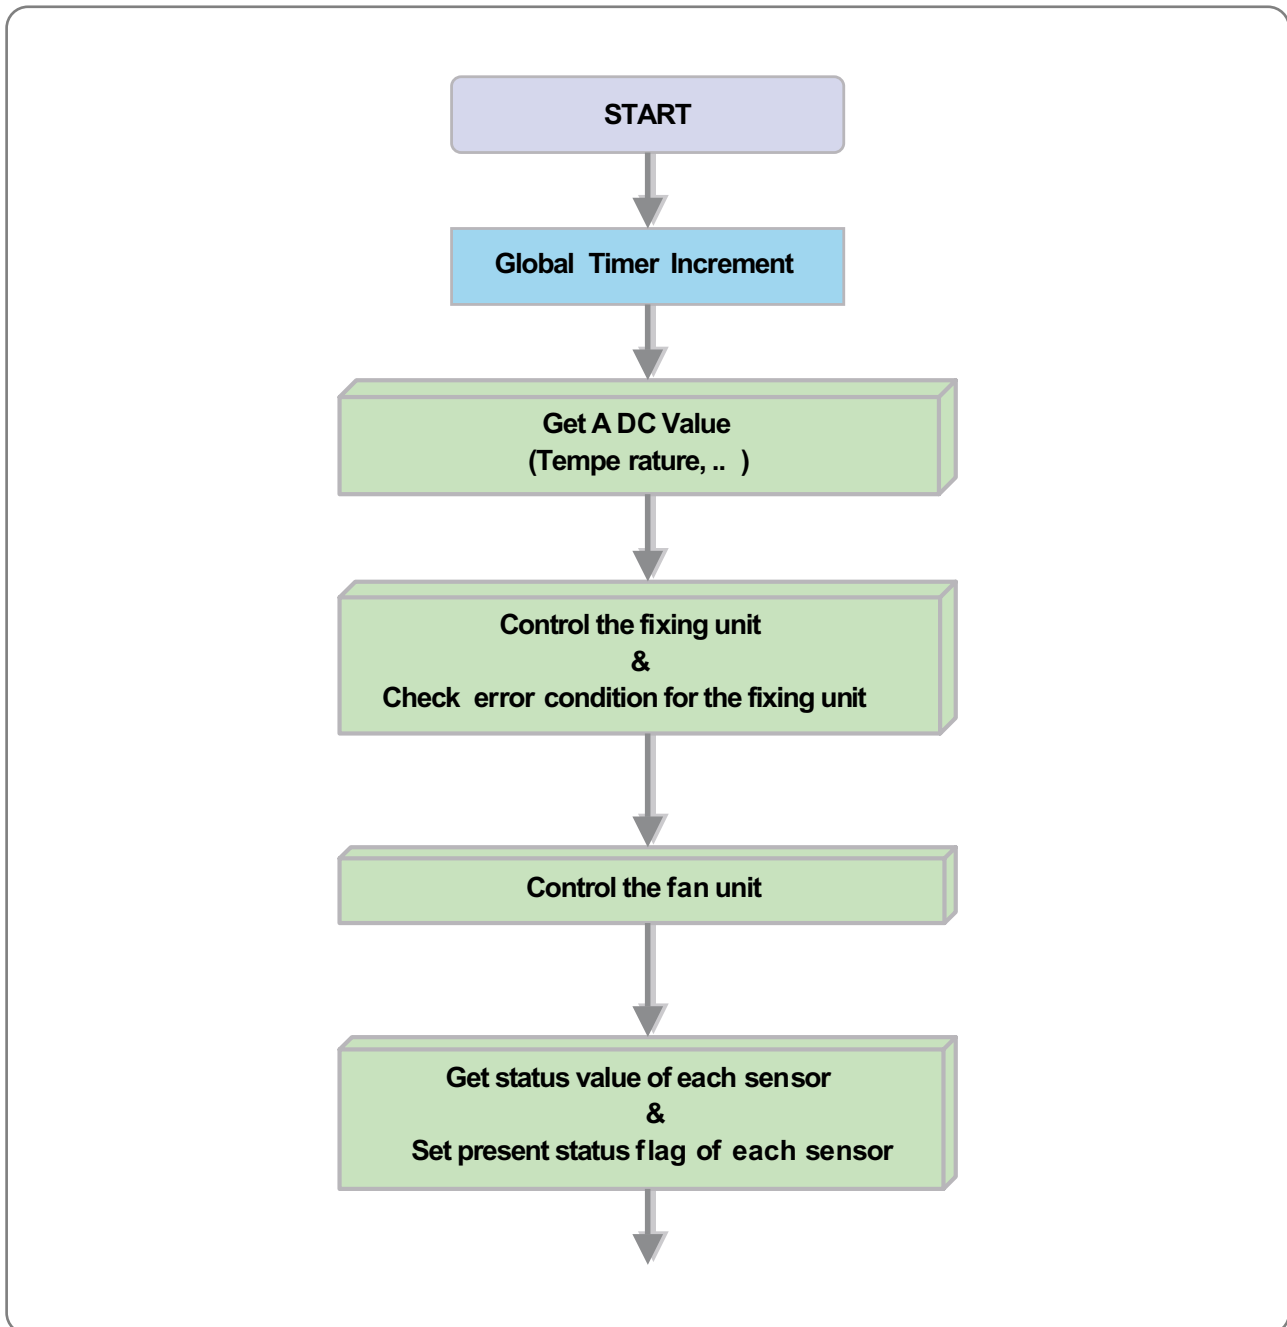 START
Global Timer Increment
Get A DC Value
(Tempe rature, .. )
Control the fixing unit
&
Check error condition for the fixing unit
Control the fan unit
Get status value of each sensor
&
Set present status flag of each sensor